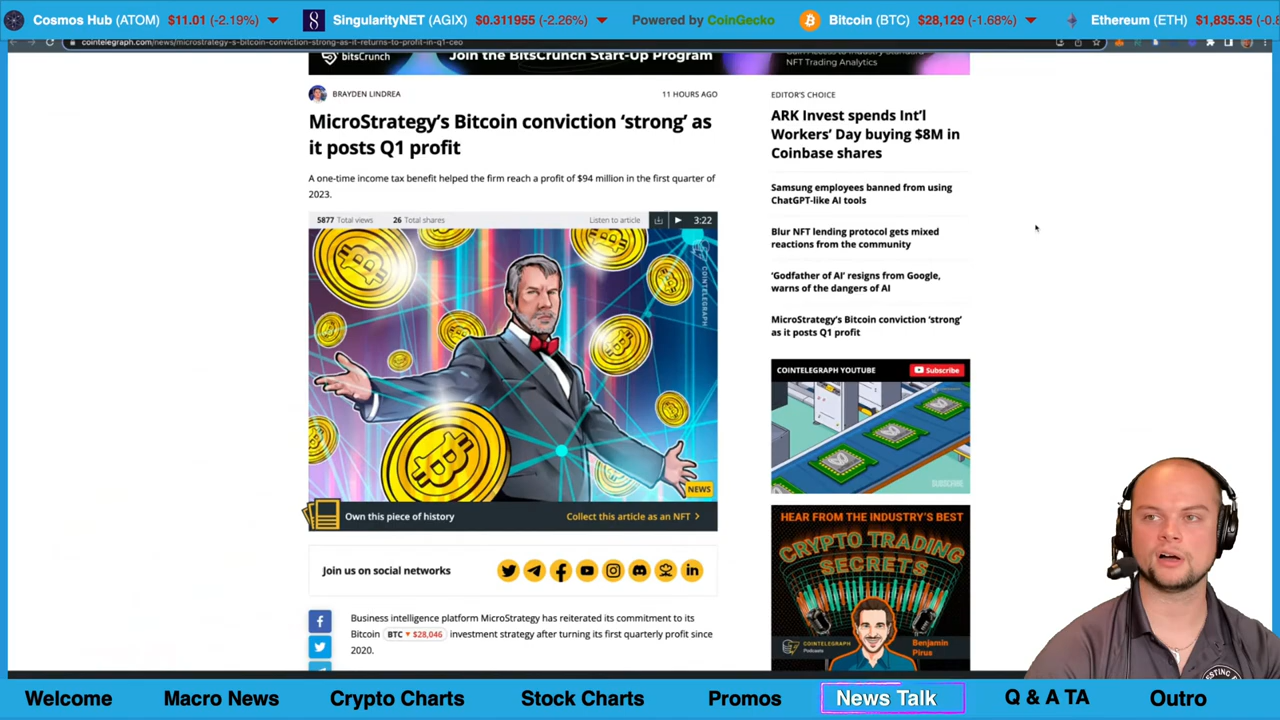 Cosmos Hub (ATOM) $11.01 (-2.19%) SingularityNET (AGIX) $0.311955 (-2.26%) Powered by CoinGecko Bitcoin (BTC) $28,129 (-1.68%) Ethereum (ETH) $1,835.35 (-0.8
cointelegraph.com/news/microstrategy-s-bitcoin-conviction-strong-as-it-returns-to-profit-in-q1-ceo
bitsCrunch Join the BitsCrunch Start-Up Program
NFT Trading Analytics
BRAYDEN LINDREA 11 HOURS AGO
MicroStrategy's Bitcoin conviction ‘strong’ as
it posts Q1 profit
A one-time income tax benefit helped the firm reach a profit of $94 million in the first quarter of
2023.
5877 Total views 26 Total shares Listen to article 3:22
COINTELEGRAPH
NEWS
Own this piece of history Collect this article as an NFT >
Join us on social networks
Business intelligence platform MicroStrategy has reiterated its commitment to its
Bitcoin BTC ▼ $28,046 investment strategy after turning its first quarterly profit since
2020.
EDITOR'S CHOICE
ARK Invest spends Int'l
Workers' Day buying $8M in
Coinbase shares
Samsung employees banned from using
ChatGPT-like AI tools
Blur NFT lending protocol gets mixed
reactions from the community
‘Godfather of AI’ resigns from Google,
warns of the dangers of AI
MicroStrategy's Bitcoin conviction ‘strong’
as it posts Q1 profit
COINTELEGRAPH YOUTUBE Subscribe
SUBSCRIBE
HEAR FROM THE INDUSTRY'S BEST
CRYPTO TRADING
SECRETS
COINTELEGRAPH
Podcasts
Benjamin
Pirus
Welcome Macro News Crypto Charts Stock Charts Promos News Talk Q & A TA Outro